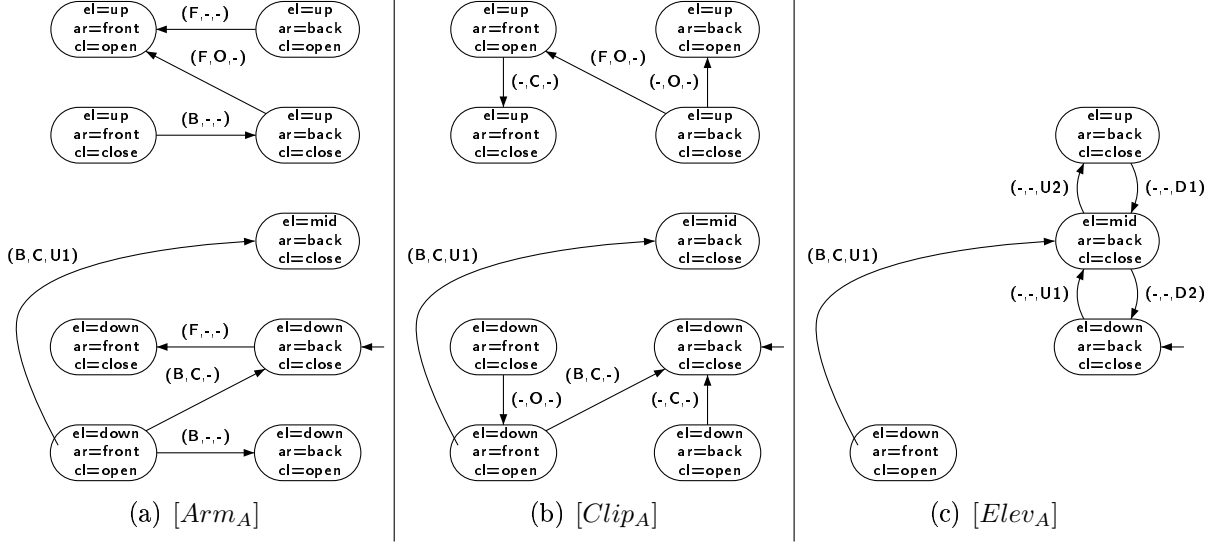 el=up
ar=front
cl=open
(F,-,-)
el=up
ar=back
cl=open
(F,O,-)
el=up
ar=front
cl=close
(B,-,-)
el=up
ar=back
cl=close
el=mid
ar=back
cl=close
(B,C,U1)
el=down
ar=front
cl=close
(F,-,-)
el=down
ar=back
cl=close
(B,C,-)
el=down
ar=front
cl=open
(B,-,-)
el=down
ar=back
cl=open
(a) [Arm_A]
el=up
ar=front
cl=open
el=up
ar=back
cl=open
(F,O,-)
(-,C,-)
(-,O,-)
el=up
ar=front
cl=close
el=up
ar=back
cl=close
el=mid
ar=back
cl=close
(B,C,U1)
el=down
ar=front
cl=close
el=down
ar=back
cl=close
(B,C,-)
(-,O,-)
(-,C,-)
el=down
ar=front
cl=open
el=down
ar=back
cl=open
(b) [Clip_A]
el=up
ar=back
cl=close
(-,-,U2)
(-,-,D1)
el=mid
ar=back
cl=close
(B,C,U1)
(-,-,U1)
(-,-,D2)
el=down
ar=back
cl=close
el=down
ar=front
cl=open
(c) [Elev_A]